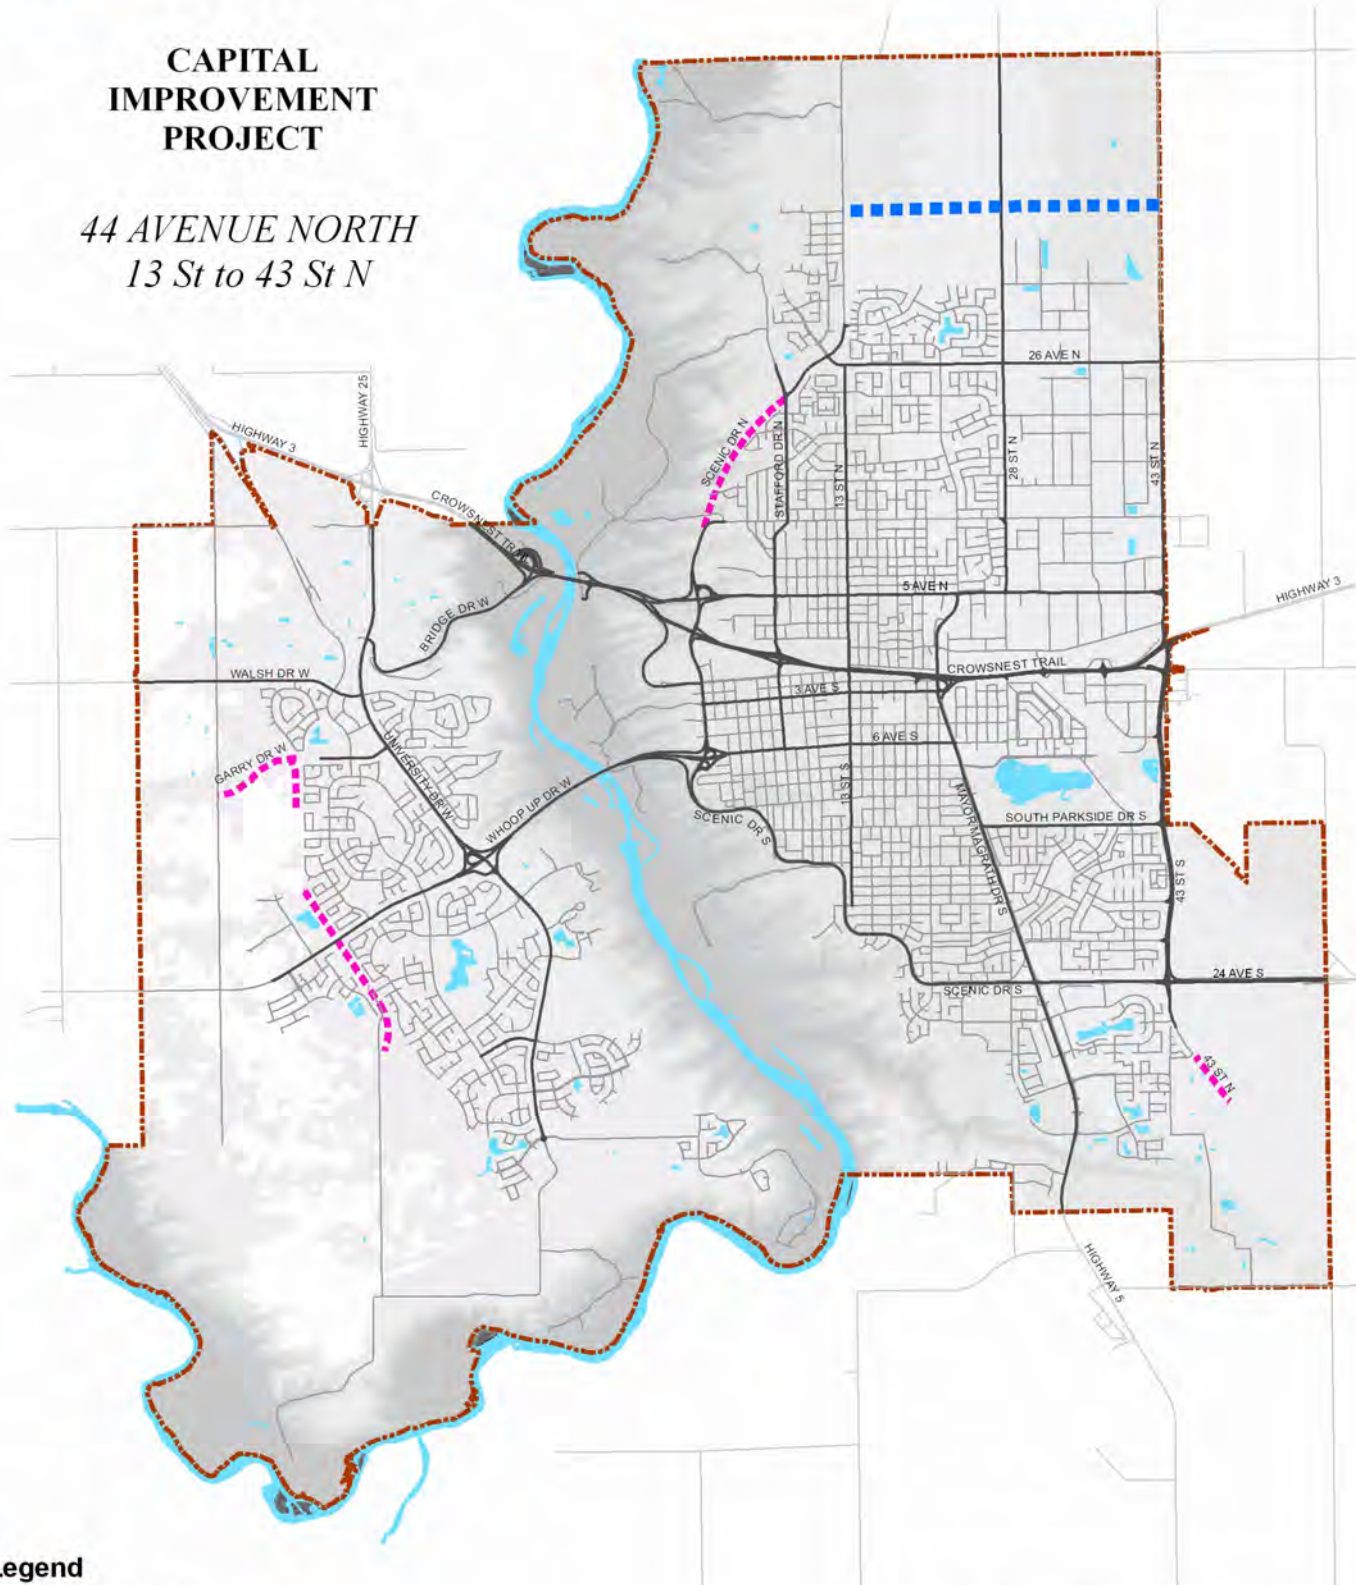 CAPITAL
IMPROVEMENT
PROJECT
44 AVENUE NORTH
13 St to 43 St N
HIGHWAY 25
HIGHWAY 3
CROWSNEST TRAIL
SCENIC DR N
STAFFORD DR N
13 ST N
26 AVE N
28 ST N
43 ST N
5 AVE N
HIGHWAY 3
BRIDGE DR W
WALSH DR W
CROWSNEST TRAIL
3 AVE S
6 AVE S
GARRY DR W
UNIVERSITY DR W
WHOOP UP DR W
SCENIC DR S
13 ST S
MAYOR MAGRATH DR S
SOUTH PARKSIDE DR S
43 ST S
24 AVE S
SCENIC DR S
43 ST N
HIGHWAY 5
Legend